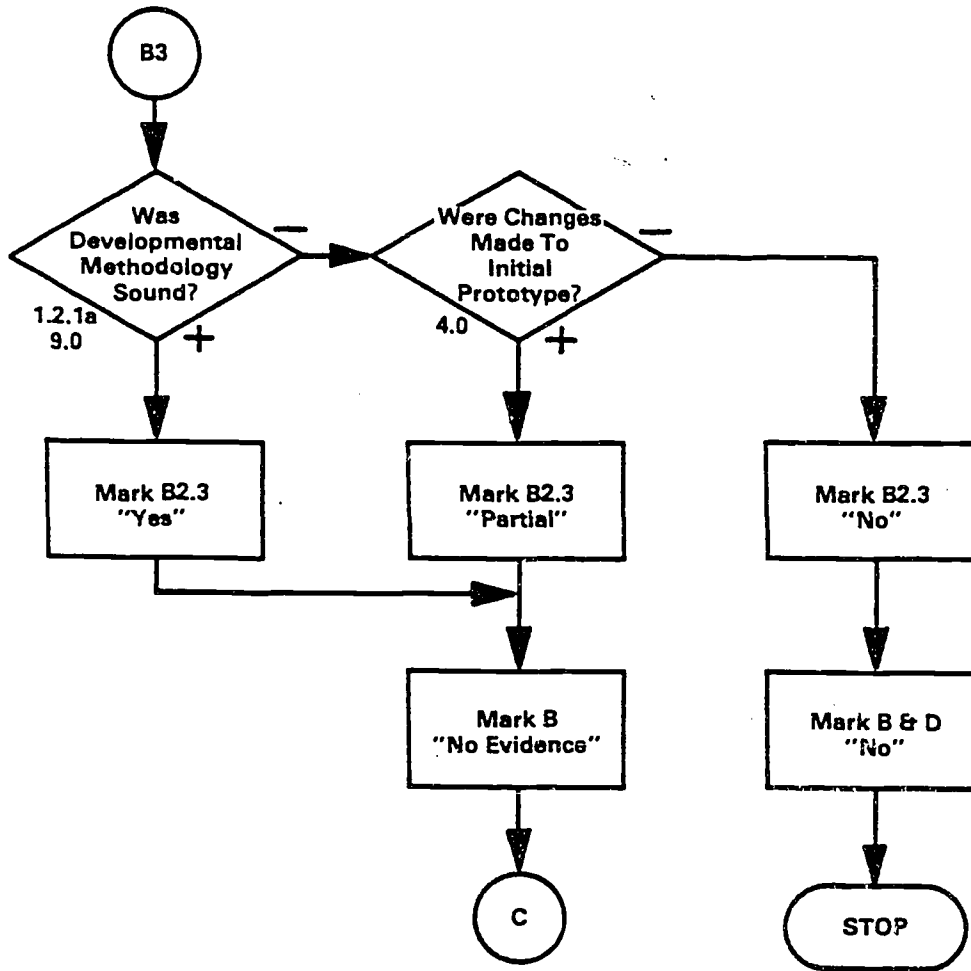 B3
Was
Developmental
Methodology
Sound?
—
1.2.1a
9.0
+
Were Changes
Made To
Initial
Prototype?
—
4.0
+
Mark B2.3
"Yes"
Mark B2.3
"Partial"
Mark B2.3
"No"
Mark B
"No Evidence"
Mark B & D
"No"
C
STOP